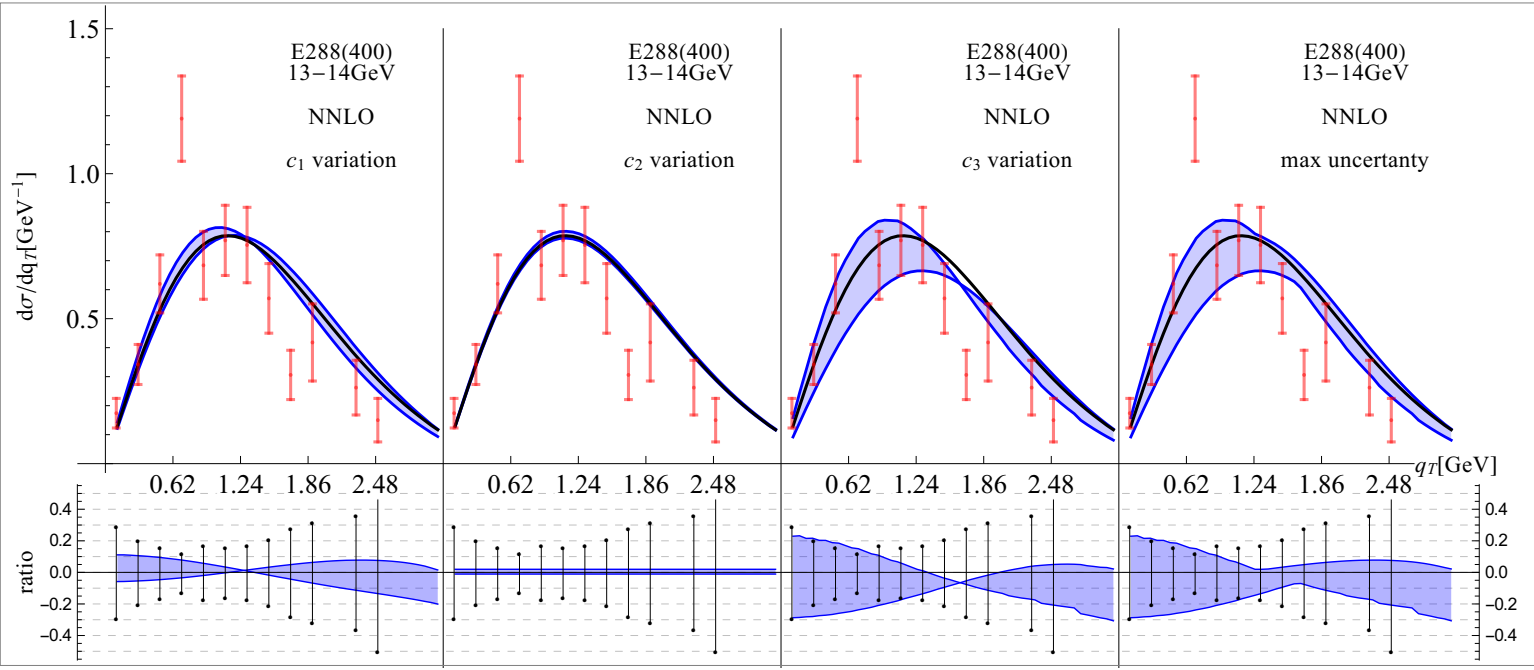 1.5
1.0
0.5
dσ/dqT[GeV⁻¹]
E288(400)
13−14GeV
NNLO
c₁ variation
E288(400)
13−14GeV
NNLO
c₂ variation
E288(400)
13−14GeV
NNLO
c₃ variation
E288(400)
13−14GeV
NNLO
max uncertanty
qT[GeV]
0.62 1.24 1.86 2.48
0.62 1.24 1.86 2.48
0.62 1.24 1.86 2.48
0.62 1.24 1.86 2.48
ratio
0.4
0.2
0.0
−0.2
−0.4
0.4
0.2
0.0
−0.2
−0.4